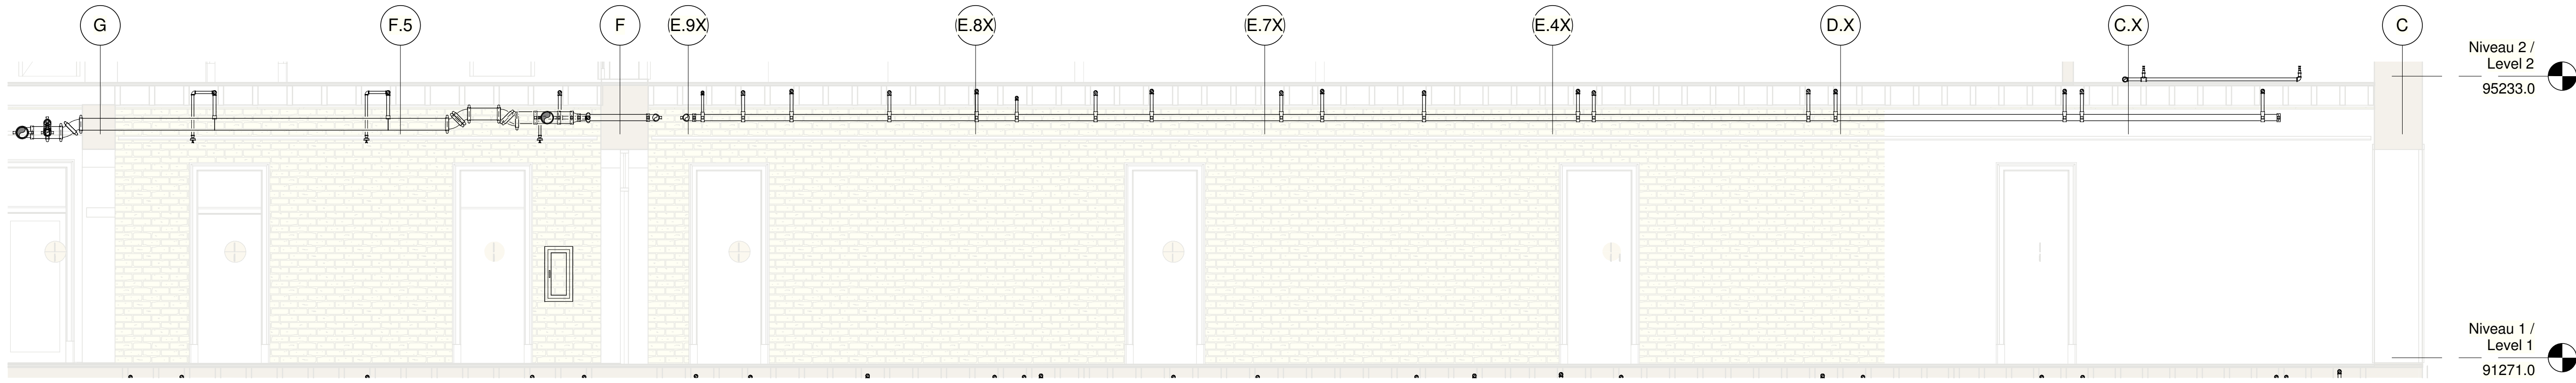 G
F.5
F
E.9X
E.8X
E.7X
E.4X
D.X
C.X
C
Niveau 2 /
Level 2
95233.0
Niveau 1 /
Level 1
91271.0